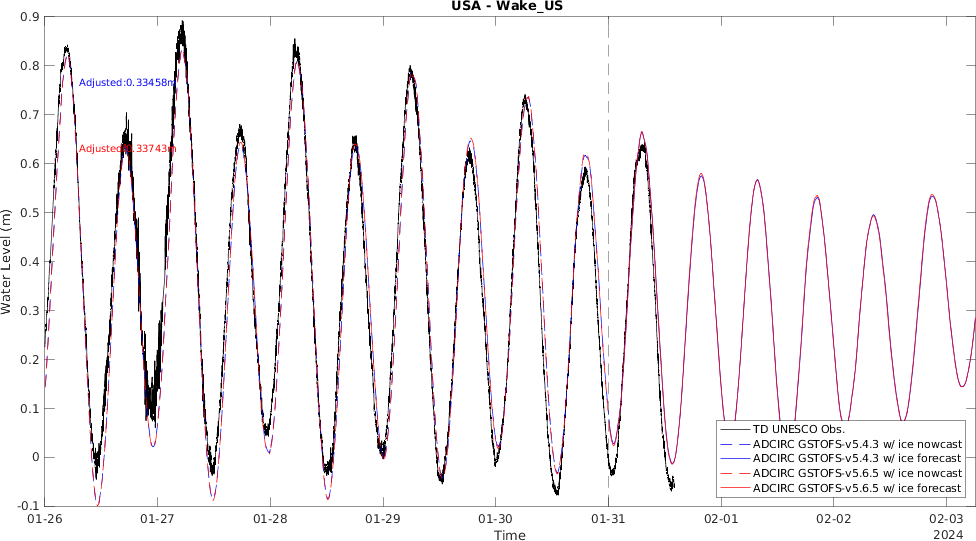 USA - Wake_US
0.9
0.8
0.7
0.6
0.5
0.4
0.3
0.2
0.1
0
-0.1
Water Level (m)
Adjusted:0.33458m
Adjusted:0.33743m
TD UNESCO Obs.
ADCIRC GSTOFS-v5.4.3 w/ ice nowcast
ADCIRC GSTOFS-v5.4.3 w/ ice forecast
ADCIRC GSTOFS-v5.6.5 w/ ice nowcast
ADCIRC GSTOFS-v5.6.5 w/ ice forecast
01-26 01-27 01-28 01-29 01-30 01-31 02-01 02-02 02-03
Time
2024